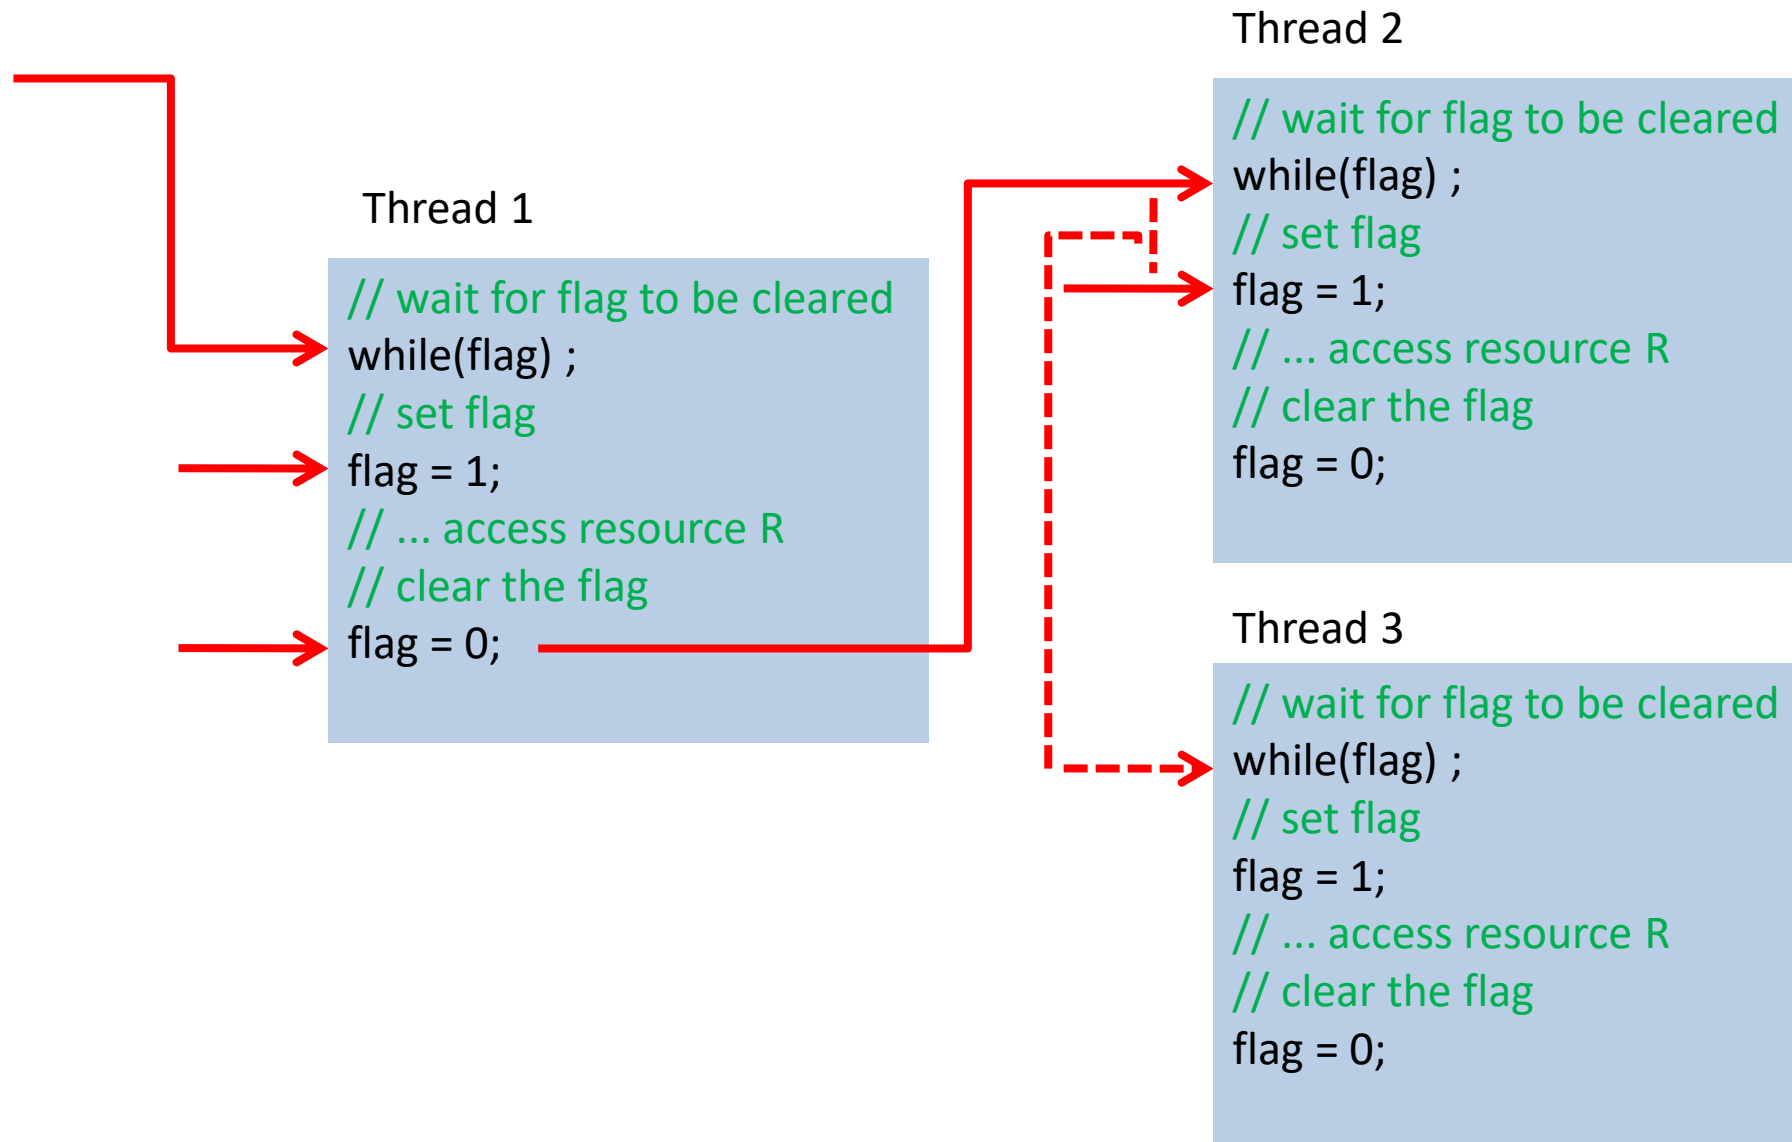 Thread 1
// wait for flag to be cleared
while(flag) ;
// set flag
flag = 1;
// ... access resource R
// clear the flag
flag = 0;
Thread 2
// wait for flag to be cleared
while(flag) ;
// set flag
flag = 1;
// ... access resource R
// clear the flag
flag = 0;
Thread 3
// wait for flag to be cleared
while(flag) ;
// set flag
flag = 1;
// ... access resource R
// clear the flag
flag = 0;